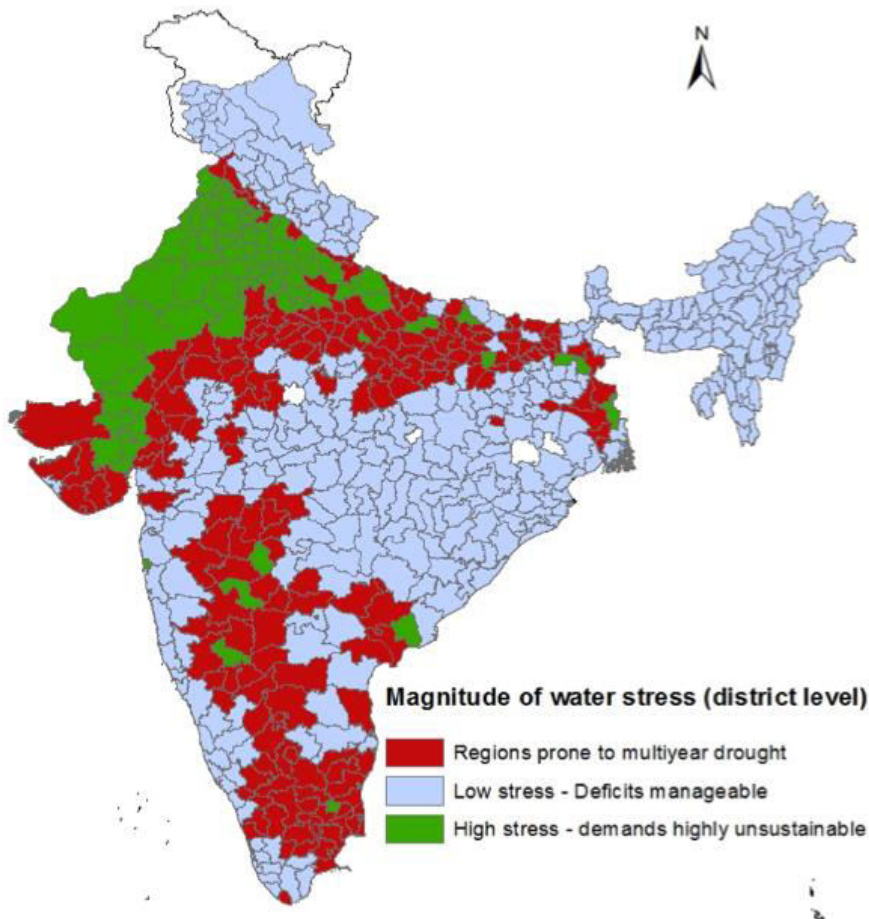 N
Magnitude of water stress (district level)
Regions prone to multiyear drought
Low stress - Deficits manageable
High stress - demands highly unsustainable